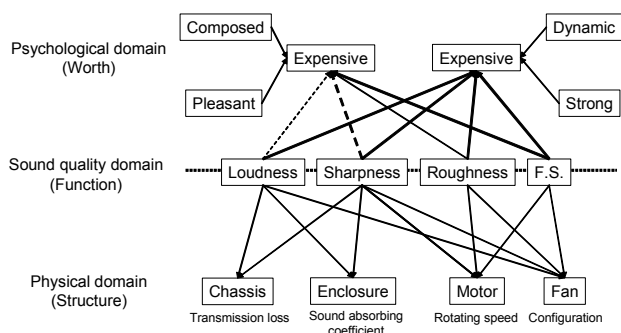 Psychological domain
(Worth)
Composed
Dynamic
Expensive
Expensive
Pleasant
Strong
Sound quality domain
(Function)
Loudness
Sharpness
Roughness
F.S.
Physical domain
(Structure)
Chassis
Enclosure
Motor
Fan
Transmission loss
Sound absorbing
coefficient
Rotating speed
Configuration